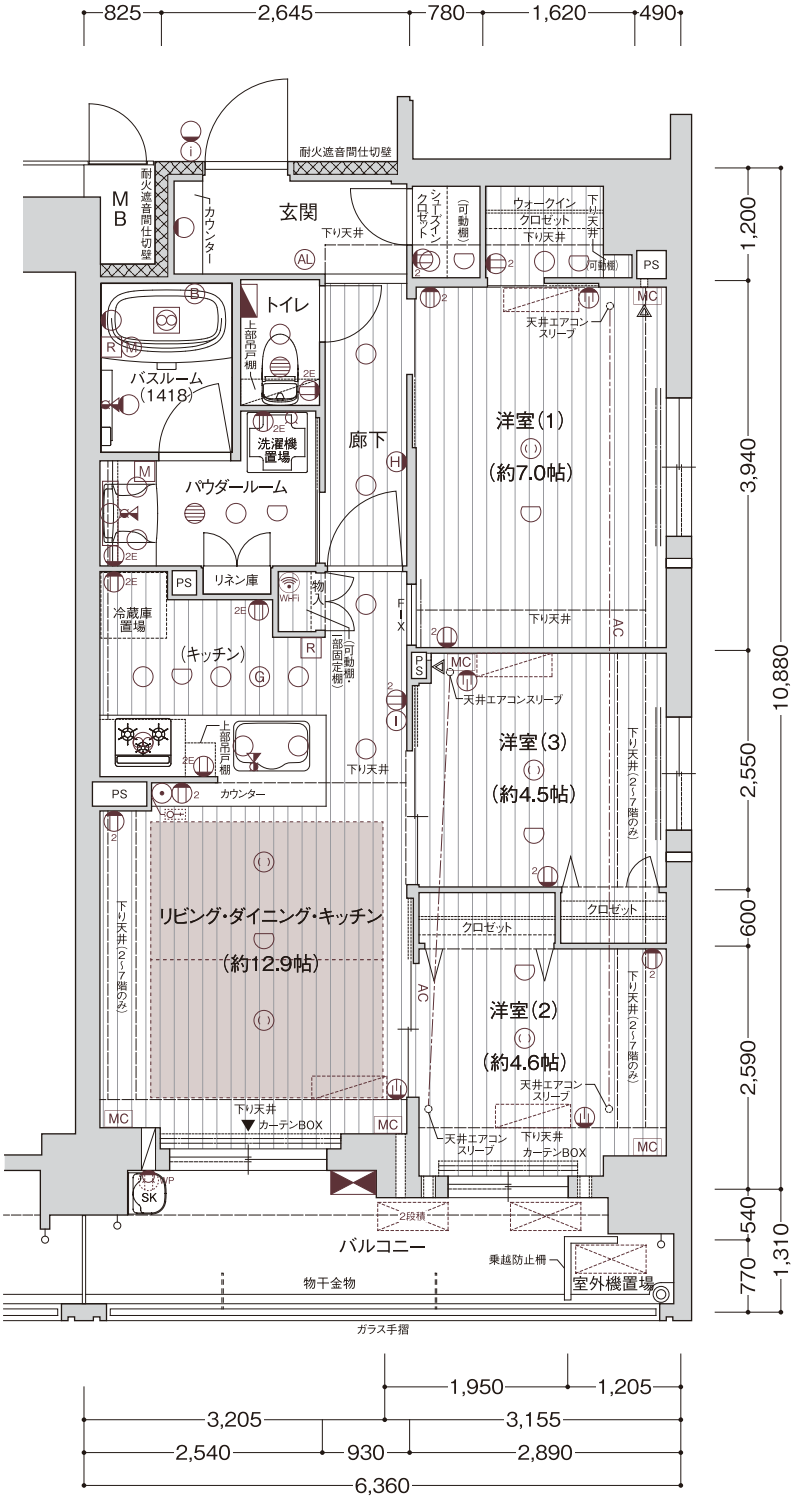 825
2,645
780
1,620
490
i
耐火遮音間仕切壁
MB
耐火遮音間仕切壁
カウンター
玄関
下り天井
AL
シューズインクロゼット
(可動棚)
2
ウォークイン
クロゼット
下り天井
下り天井
(可動棚)
2
PS
1,200
B
R
M
バスルーム
(1418)
トイレ
上部吊戸棚
2E
2
MC
天井エアコン
スリーブ
洋室(1)
(約7.0帖)
3,940
2E
洗濯機
置場
廊下
H
M
パウダールーム
2E
2E
PS
リネン庫
Wi-Fi
物入
FIX
冷蔵庫
置場
2E
R
(可動棚・一部固定棚)
2
下り天井
AC
(キッチン)
G
2
I
PS
MC
天井エアコンスリーブ
10,880
上部吊戸棚
2E
下り天井
洋室(3)
(約4.5帖)
下り天井(2〜7階のみ)
2,550
PS
2
カウンター
2
2
下り天井(2〜7階のみ)
リビング・ダイニング・キッチン
(約12.9帖)
クロゼット
クロゼット
600
AC
洋室(2)
(約4.6帖)
2
下り天井(2〜7階のみ)
2,590
天井エアコン
スリーブ
MC
下り天井
カーテンBOX
MC
天井エアコン
スリーブ
下り天井
カーテンBOX
MC
SK
2段積
バルコニー
乗越防止柵
室外機置場
物干金物
ガラス手摺
540
770
1,310
1,950
1,205
3,205
3,155
2,540
930
2,890
6,360